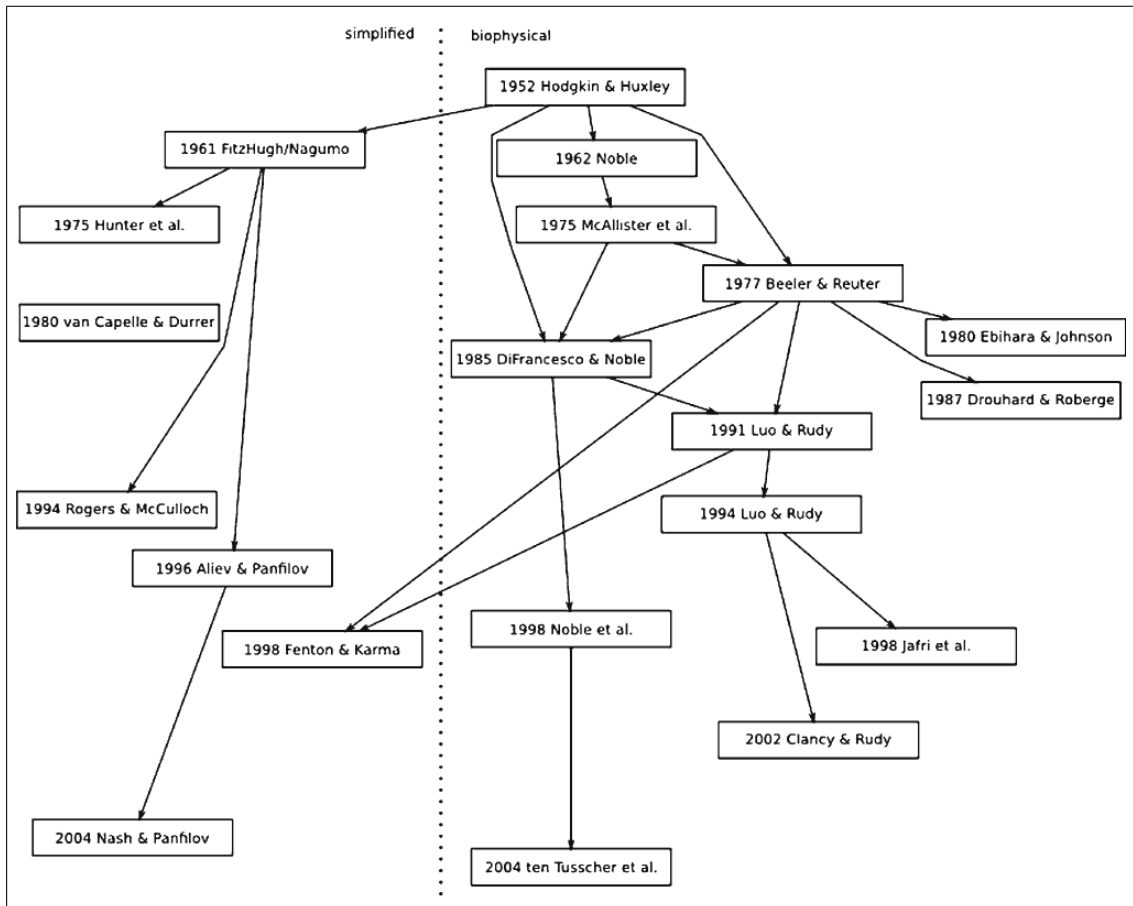 simplified
biophysical
1952 Hodgkin & Huxley
1961 FitzHugh/Nagumo
1962 Noble
1975 Hunter et al.
1975 McAllister et al.
1977 Beeler & Reuter
1980 van Capelle & Durrer
1980 Ebihara & Johnson
1985 DiFrancesco & Noble
1987 Drouhard & Roberge
1991 Luo & Rudy
1994 Rogers & McCulloch
1994 Luo & Rudy
1996 Aliev & Panfilov
1998 Noble et al.
1998 Fenton & Karma
1998 Jafri et al.
2002 Clancy & Rudy
2004 Nash & Panfilov
2004 ten Tusscher et al.